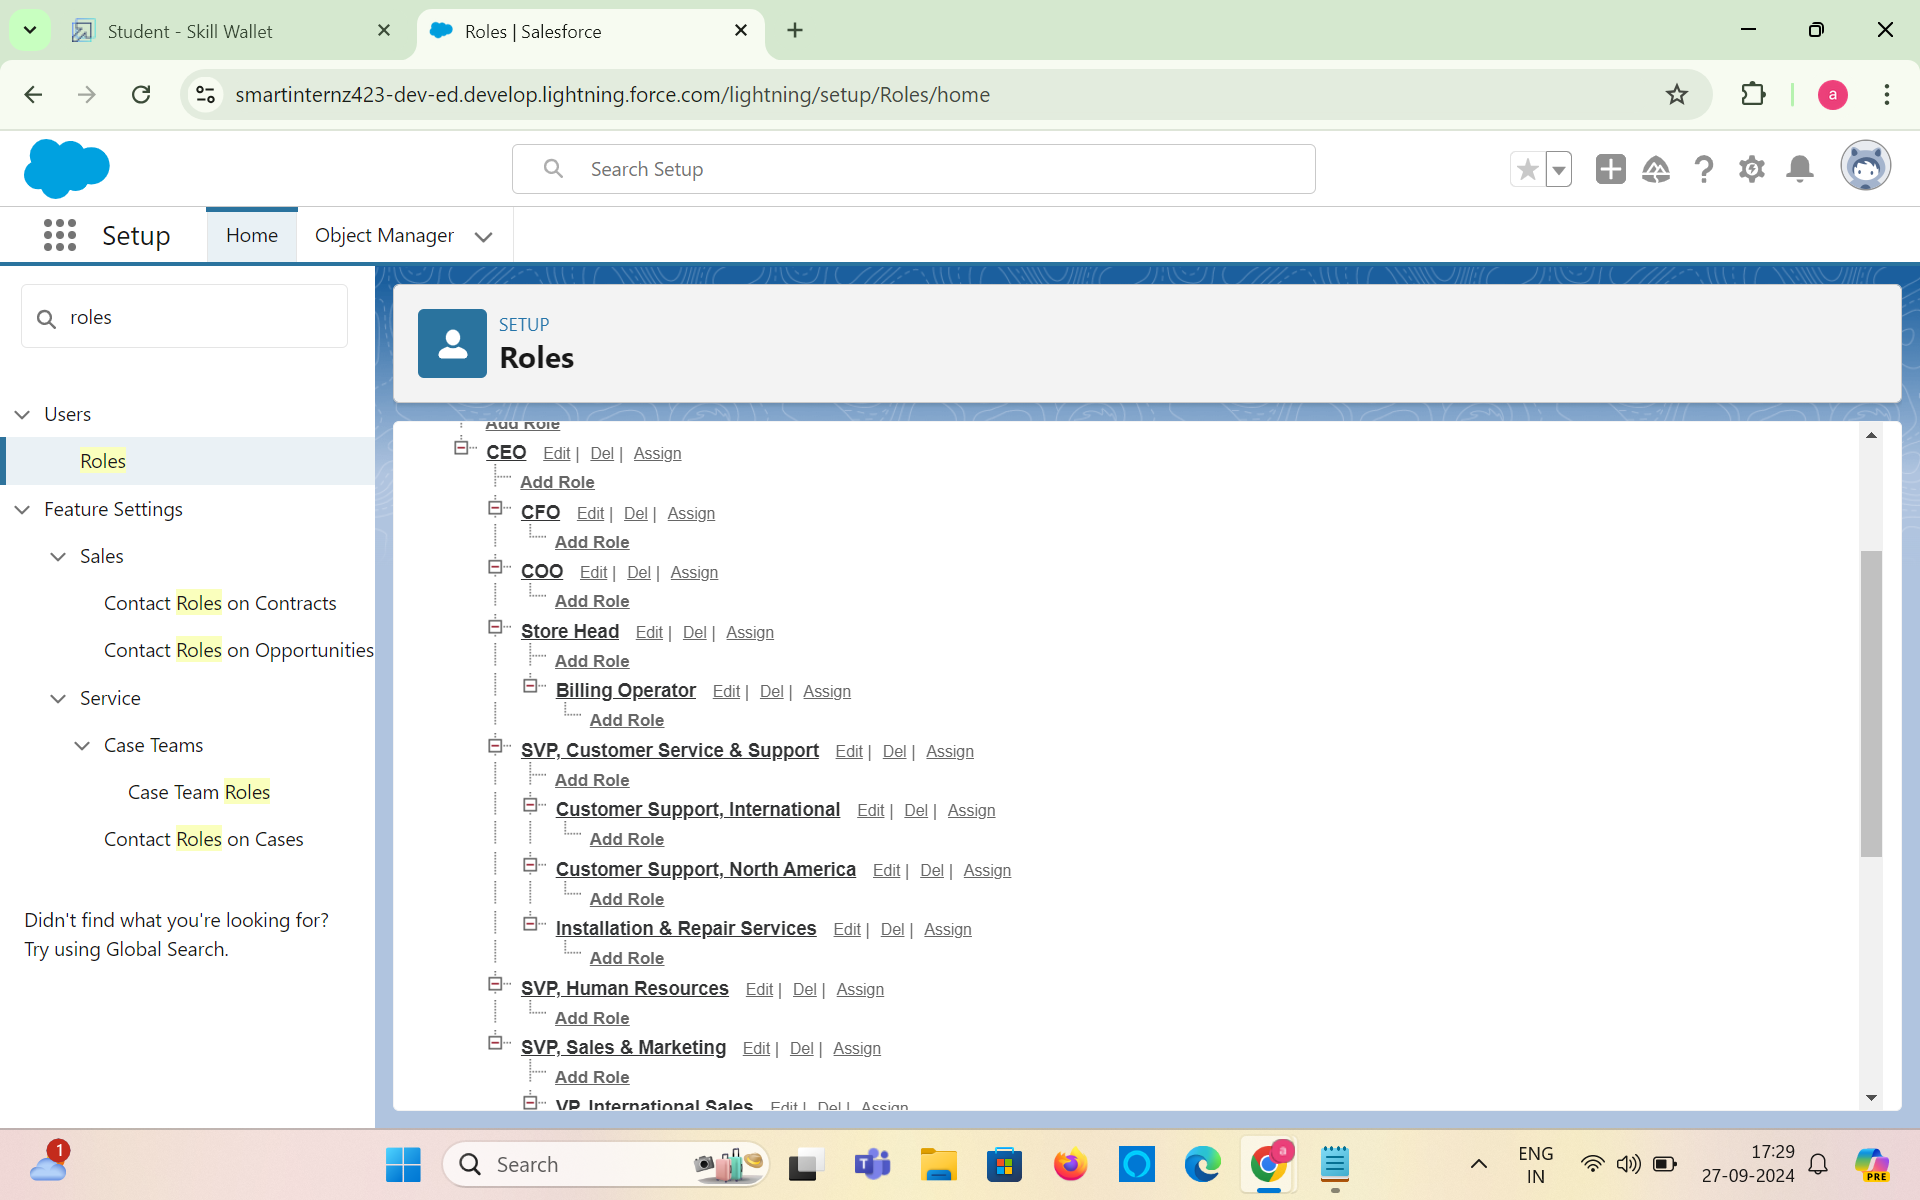 Student - Skill Wallet
Roles | Salesforce
smartinternz423-dev-ed.develop.lightning.force.com/lightning/setup/Roles/home
a
Search Setup
Setup
Home
Object Manager
roles
Users
Roles
Feature Settings
Sales
Contact Roles on Contracts
Contact Roles on Opportunities
Service
Case Teams
Case Team Roles
Contact Roles on Cases
Didn't find what you're looking for?
Try using Global Search.
SETUP
Roles
Add Role
CEO Edit | Del | Assign
Add Role
CFO Edit | Del | Assign
Add Role
COO Edit | Del | Assign
Add Role
Store Head Edit | Del | Assign
Add Role
Billing Operator Edit | Del | Assign
Add Role
SVP, Customer Service & Support Edit | Del | Assign
Add Role
Customer Support, International Edit | Del | Assign
Add Role
Customer Support, North America Edit | Del | Assign
Add Role
Installation & Repair Services Edit | Del | Assign
Add Role
SVP, Human Resources Edit | Del | Assign
Add Role
SVP, Sales & Marketing Edit | Del | Assign
Add Role
VP, International Sales Edit | Del | Assign
1
Search
a
ENG
IN
17:29
27-09-2024
PRE